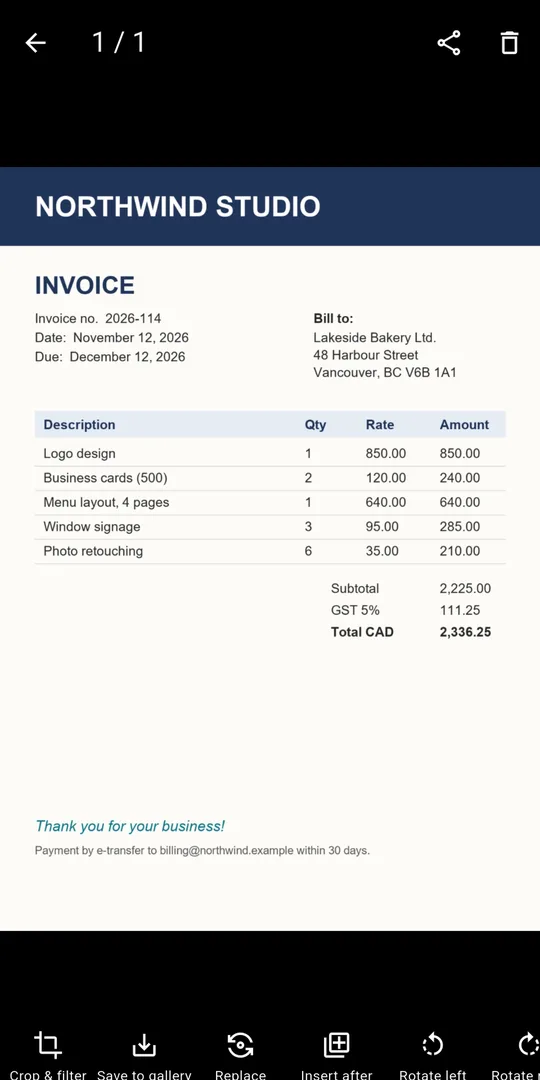 1 / 1
NORTHWIND STUDIO
INVOICE
Invoice no. 2026-114
Date: November 12, 2026
Due: December 12, 2026
Bill to:
Lakeside Bakery Ltd.
48 Harbour Street
Vancouver, BC V6B 1A1
Description Qty Rate Amount
Logo design 1 850.00 850.00
Business cards (500) 2 120.00 240.00
Menu layout, 4 pages 1 640.00 640.00
Window signage 3 95.00 285.00
Photo retouching 6 35.00 210.00
Subtotal 2,225.00
GST 5% 111.25
Total CAD 2,336.25
Thank you for your business!
Payment by e-transfer to billing@northwind.example within 30 days.
Crop & filter Save to gallery Replace Insert after Rotate left Rotate